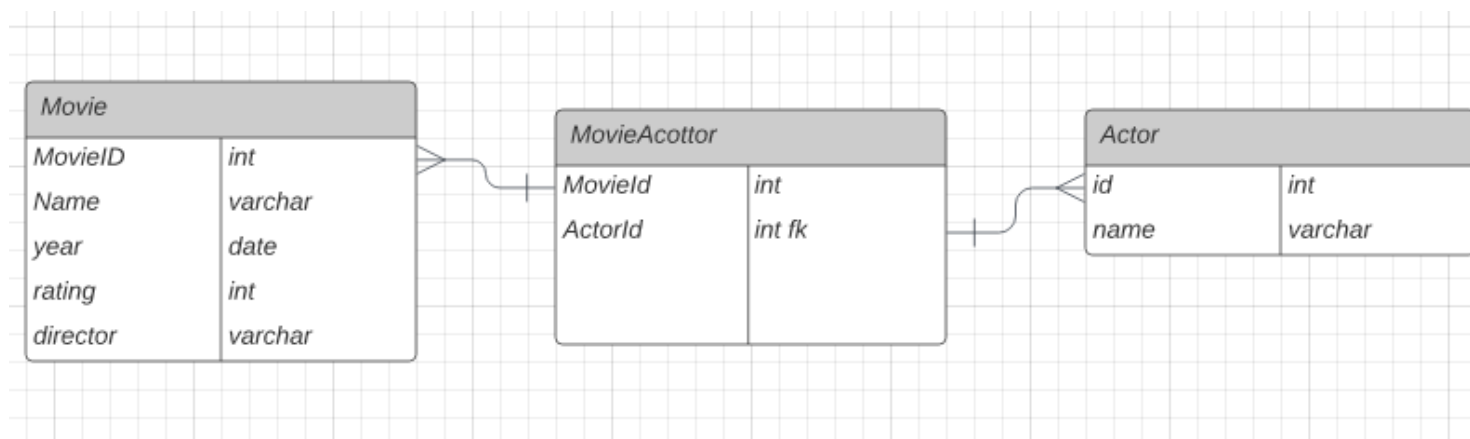 Movie
MovieID int
Name varchar
year date
rating int
director varchar
MovieAcottor
MovieId int
ActorId int fk
Actor
id int
name varchar